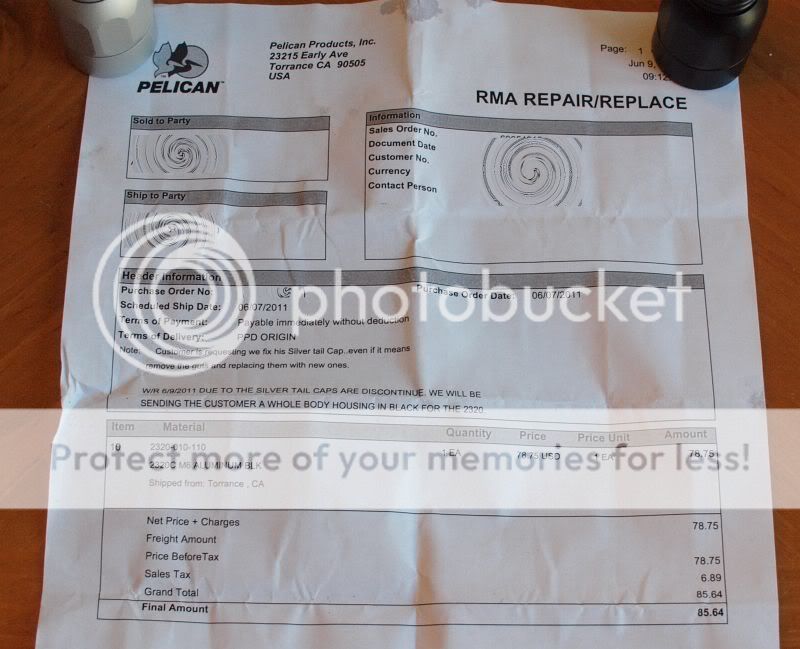 PELICAN™
Pelican Products, Inc.
23215 Early Ave
Torrance CA 90505
USA
Page: 1
Jun 9,
09:12
RMA REPAIR/REPLACE
Sold to Party
Ship to Party
Information
Sales Order No.
Document Date
Customer No.
Currency
Contact Person
Header Information
Purchase Order No:
Purchase Order Date: 06/07/2011
Scheduled Ship Date: 06/07/2011
Terms of Payment: Payable immediately without deduction
Terms of Delivery: PPD ORIGIN
Note: Customer is requesting we fix his Silver tail Cap..even if it means
remove the guts and replacing them with new ones.
W/R 6/9/2011 DUE TO THE SILVER TAIL CAPS ARE DISCONTINUE. WE WILL BE
SENDING THE CUSTOMER A WHOLE BODY HOUSING IN BLACK FOR THE 2320
Item Material Quantity Price Price Unit Amount
10 2320-010-110 1 EA 78.75 USD 1 EA 78.75
2320C M6 ALUMINUM BLK
Shipped from: Torrance , CA
Net Price + Charges 78.75
Freight Amount
Price BeforeTax 78.75
Sales Tax 6.89
Grand Total 85.64
Final Amount 85.64
photobucket
Protect more of your memories for less!